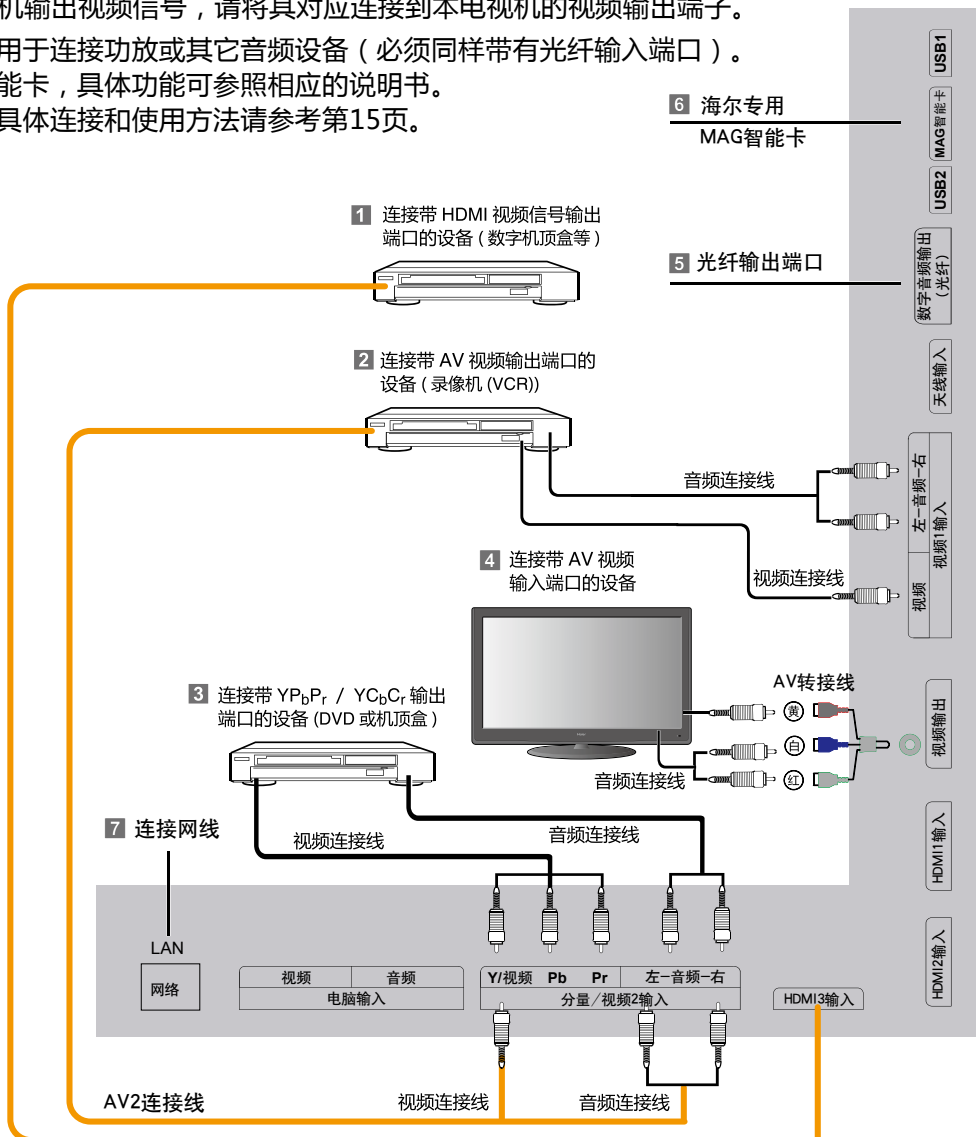 机输出视频信号，请将其对应连接到本电视机的视频输出端子。
用于连接功放或其它音频设备（必须同样带有光纤输入端口）。
能卡，具体功能可参照相应的说明书。
具体连接和使用方法请参考第15页。
6 海尔专用
MAG智能卡
USB1
MAG智能卡
USB2
1 连接带 HDMI 视频信号输出
端口的设备 ( 数字机顶盒等 )
5 光纤输出端口
数字音频输出
（光纤）
2 连接带 AV 视频输出端口的
设备 ( 录像机 (VCR))
天线输入
音频连接线
左-音频-右
视频
视频1输入
4 连接带 AV 视频
输入端口的设备
视频连接线
AV转接线
黄
白
红
视频输出
音频连接线
3 连接带 YPbPr / YCbCr 输出
端口的设备 (DVD 或机顶盒 )
7 连接网线
视频连接线
音频连接线
HDMI1输入
LAN
网络
视频 音频
电脑输入
Y/视频 Pb Pr 左-音频-右
分量/视频2输入
HDMI3输入
HDMI2输入
AV2连接线
视频连接线
音频连接线